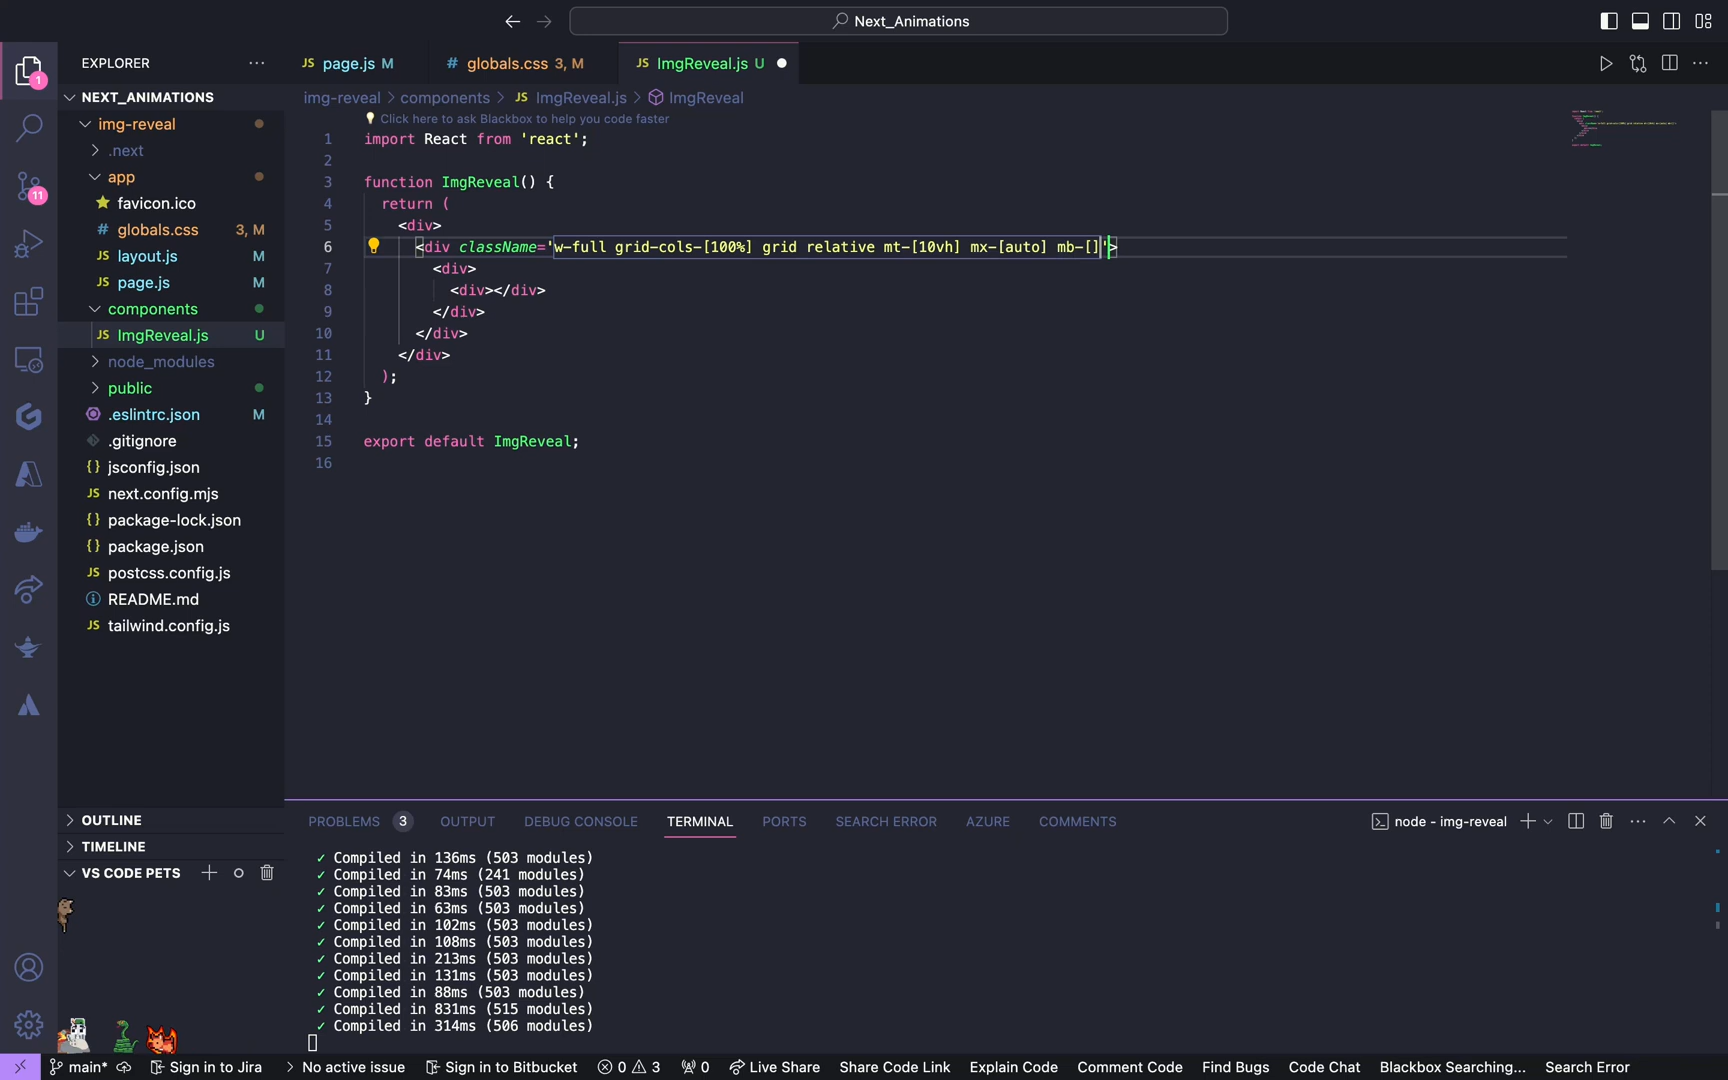 Next_Animations
EXPLORER
page.js M
globals.css 3, M
ImgReveal.js U
NEXT_ANIMATIONS
img-reveal
.next
app
favicon.ico
globals.css 3, M
layout.js M
page.js M
components
ImgReveal.js U
node_modules
public
.eslintrc.json M
.gitignore
jsconfig.json
next.config.mjs
package-lock.json
package.json
postcss.config.js
README.md
tailwind.config.js
1
11
img-reveal > components > JS ImgReveal.js > ImgReveal
Click here to ask Blackbox to help you code faster
1 import React from 'react';
2
3 function ImgReveal() {
4 return (
5 <div>
6 <div className='w-full grid-cols-[100%] grid relative mt-[10vh] mx-[auto] mb-[]'>
7 <div>
8 <div></div>
9 </div>
10 </div>
11 </div>
12 );
13 }
14
15 export default ImgReveal;
16
OUTLINE
TIMELINE
VS CODE PETS
PROBLEMS 3 OUTPUT DEBUG CONSOLE TERMINAL PORTS SEARCH ERROR AZURE COMMENTS
node - img-reveal
✓ Compiled in 136ms (503 modules)
✓ Compiled in 74ms (241 modules)
✓ Compiled in 83ms (503 modules)
✓ Compiled in 63ms (503 modules)
✓ Compiled in 102ms (503 modules)
✓ Compiled in 108ms (503 modules)
✓ Compiled in 213ms (503 modules)
✓ Compiled in 131ms (503 modules)
✓ Compiled in 88ms (503 modules)
✓ Compiled in 831ms (515 modules)
✓ Compiled in 314ms (506 modules)
main* Sign in to Jira > No active issue Sign in to Bitbucket 0 3 0 Live Share Share Code Link Explain Code Comment Code Find Bugs Code Chat Blackbox Searching... Search Error